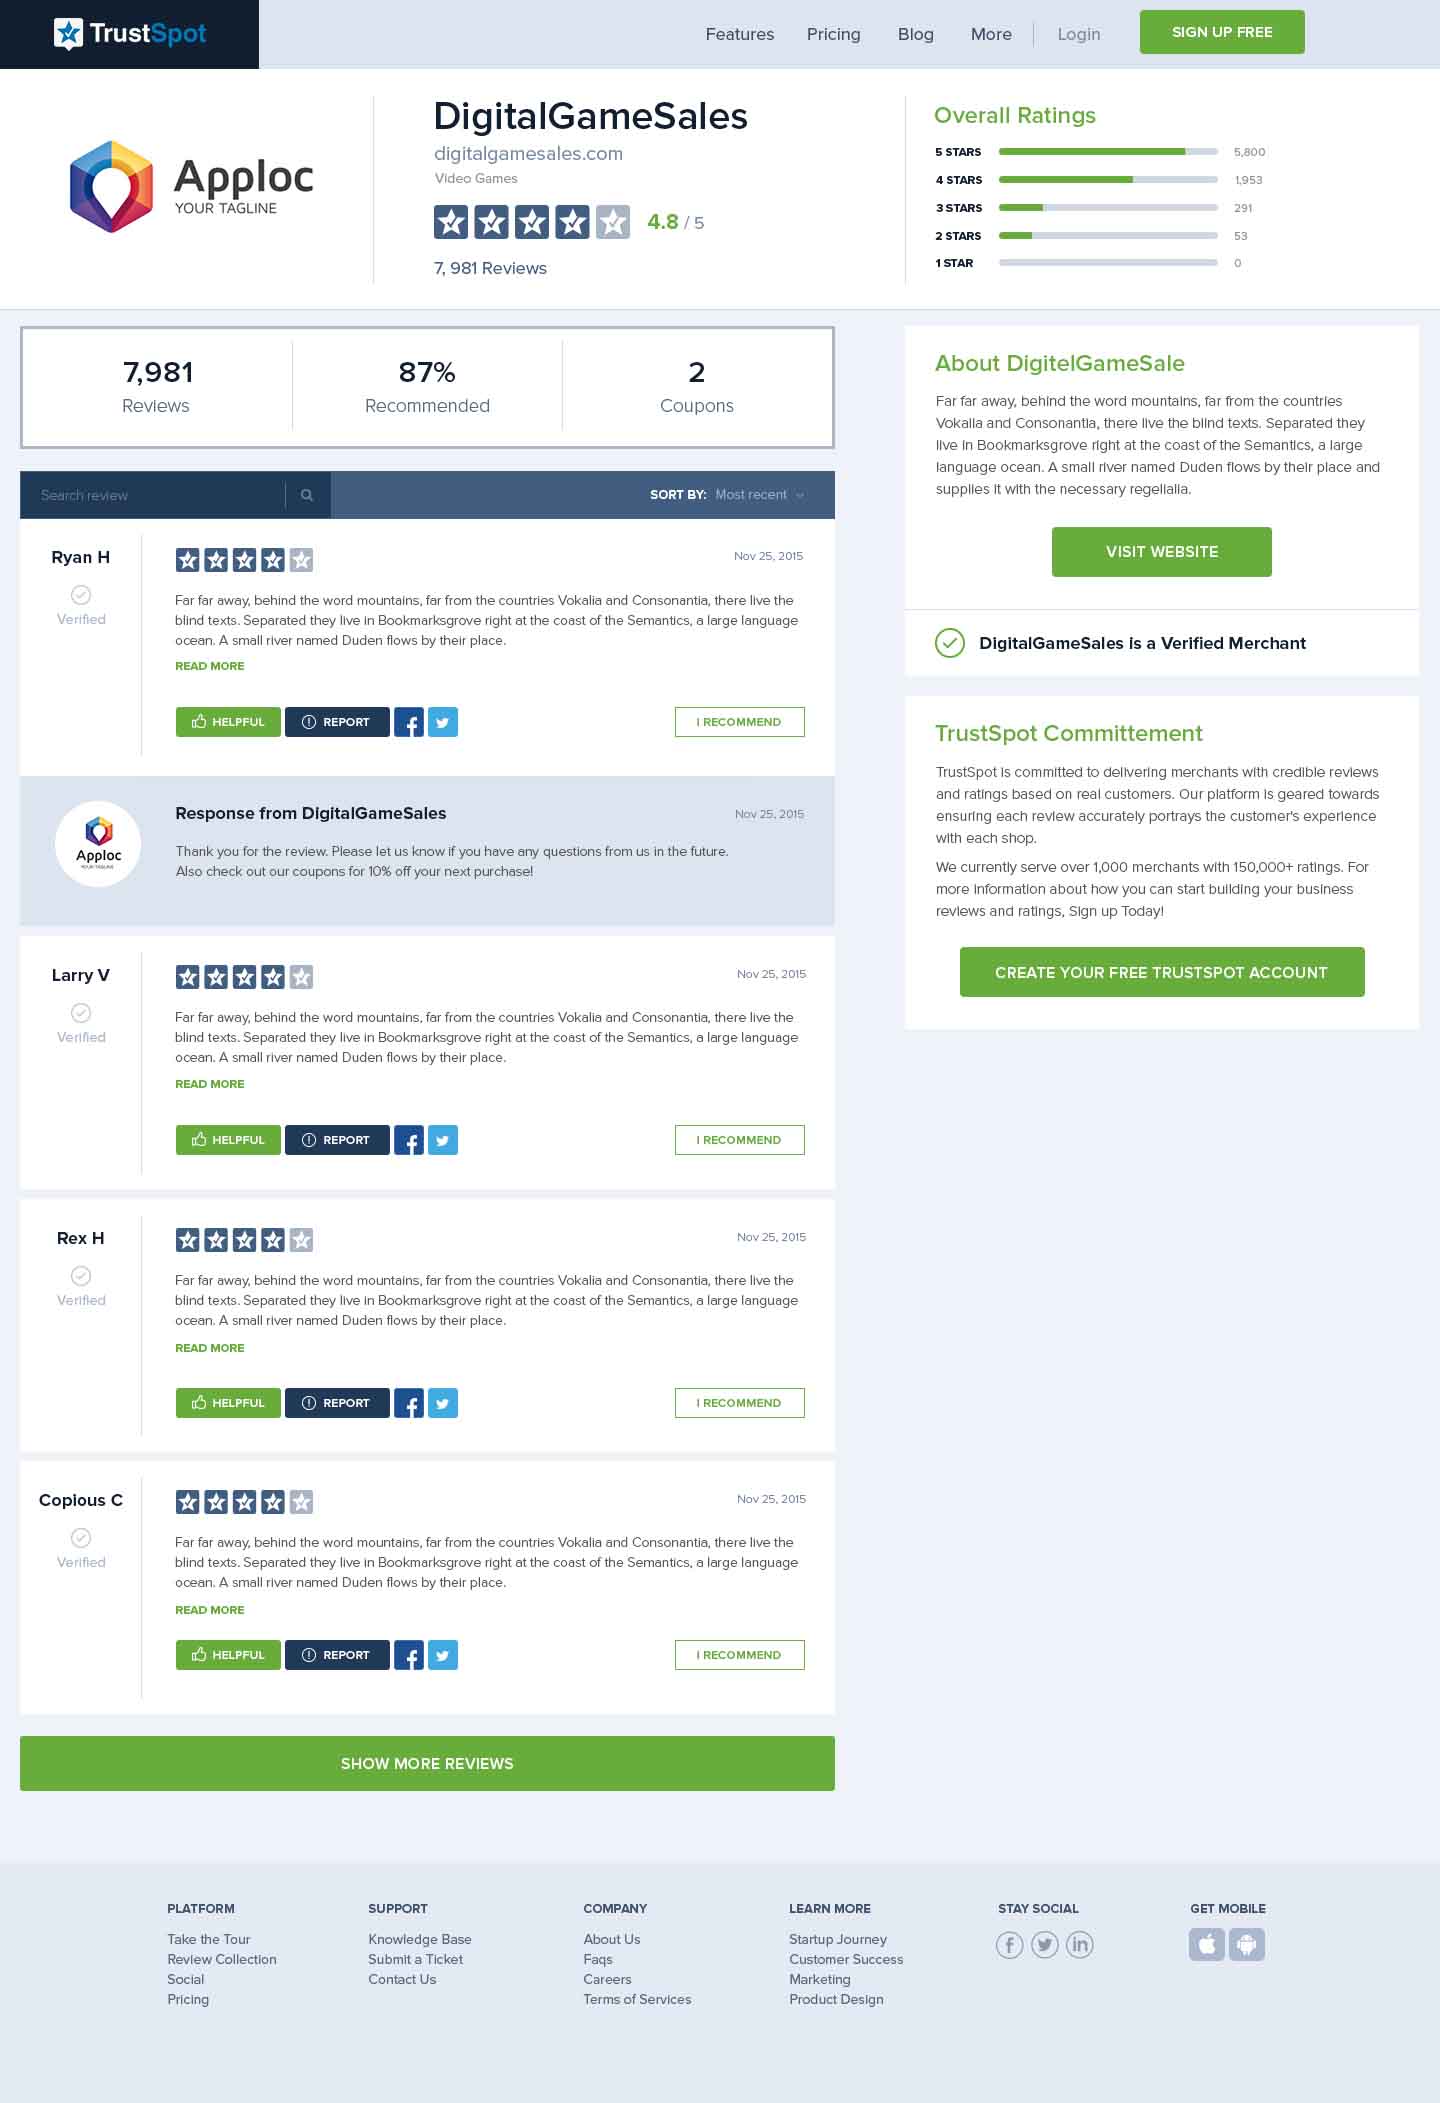 TrustSpot
Features Pricing Blog More Login SIGN UP FREE
Apploc
YOUR TAGLINE
DigitalGameSales
digitalgamesales.com
Video Games
4.8 / 5
7, 981 Reviews
Overall Ratings
5 STARS 5,800
4 STARS 1,953
3 STARS 291
2 STARS 53
1 STAR 0
7,981 87% 2
Reviews Recommended Coupons
Search review SORT BY: Most recent
Ryan H
Verified
Nov 25, 2015
Far far away, behind the word mountains, far from the countries Vokalia and Consonantia, there live the
blind texts. Separated they live in Bookmarksgrove right at the coast of the Semantics, a large language
ocean. A small river named Duden flows by their place.
READ MORE
HELPFUL REPORT I RECOMMEND
Apploc
YOUR TAGLINE
Response from DigitalGameSales
Nov 25, 2015
Thank you for the review. Please let us know if you have any questions from us in the future.
Also check out our coupons for 10% off your next purchase!
Larry V
Verified
Nov 25, 2015
Far far away, behind the word mountains, far from the countries Vokalia and Consonantia, there live the
blind texts. Separated they live in Bookmarksgrove right at the coast of the Semantics, a large language
ocean. A small river named Duden flows by their place.
READ MORE
HELPFUL REPORT I RECOMMEND
Rex H
Verified
Nov 25, 2015
Far far away, behind the word mountains, far from the countries Vokalia and Consonantia, there live the
blind texts. Separated they live in Bookmarksgrove right at the coast of the Semantics, a large language
ocean. A small river named Duden flows by their place.
READ MORE
HELPFUL REPORT I RECOMMEND
Copious C
Verified
Nov 25, 2015
Far far away, behind the word mountains, far from the countries Vokalia and Consonantia, there live the
blind texts. Separated they live in Bookmarksgrove right at the coast of the Semantics, a large language
ocean. A small river named Duden flows by their place.
READ MORE
HELPFUL REPORT I RECOMMEND
SHOW MORE REVIEWS
About DigitelGameSale
Far far away, behind the word mountains, far from the countries
Vokalia and Consonantia, there live the blind texts. Separated they
live in Bookmarksgrove right at the coast of the Semantics, a large
language ocean. A small river named Duden flows by their place and
supplies it with the necessary regelialia.
VISIT WEBSITE
DigitalGameSales is a Verified Merchant
TrustSpot Committement
TrustSpot is committed to delivering merchants with credible reviews
and ratings based on real customers. Our platform is geared towards
ensuring each review accurately portrays the customer's experience
with each shop.
We currently serve over 1,000 merchants with 150,000+ ratings. For
more information about how you can start building your business
reviews and ratings, Sign up Today!
CREATE YOUR FREE TRUSTSPOT ACCOUNT
PLATFORM
Take the Tour
Review Collection
Social
Pricing
SUPPORT
Knowledge Base
Submit a Ticket
Contact Us
COMPANY
About Us
Faqs
Careers
Terms of Services
LEARN MORE
Startup Journey
Customer Success
Marketing
Product Design
STAY SOCIAL
GET MOBILE